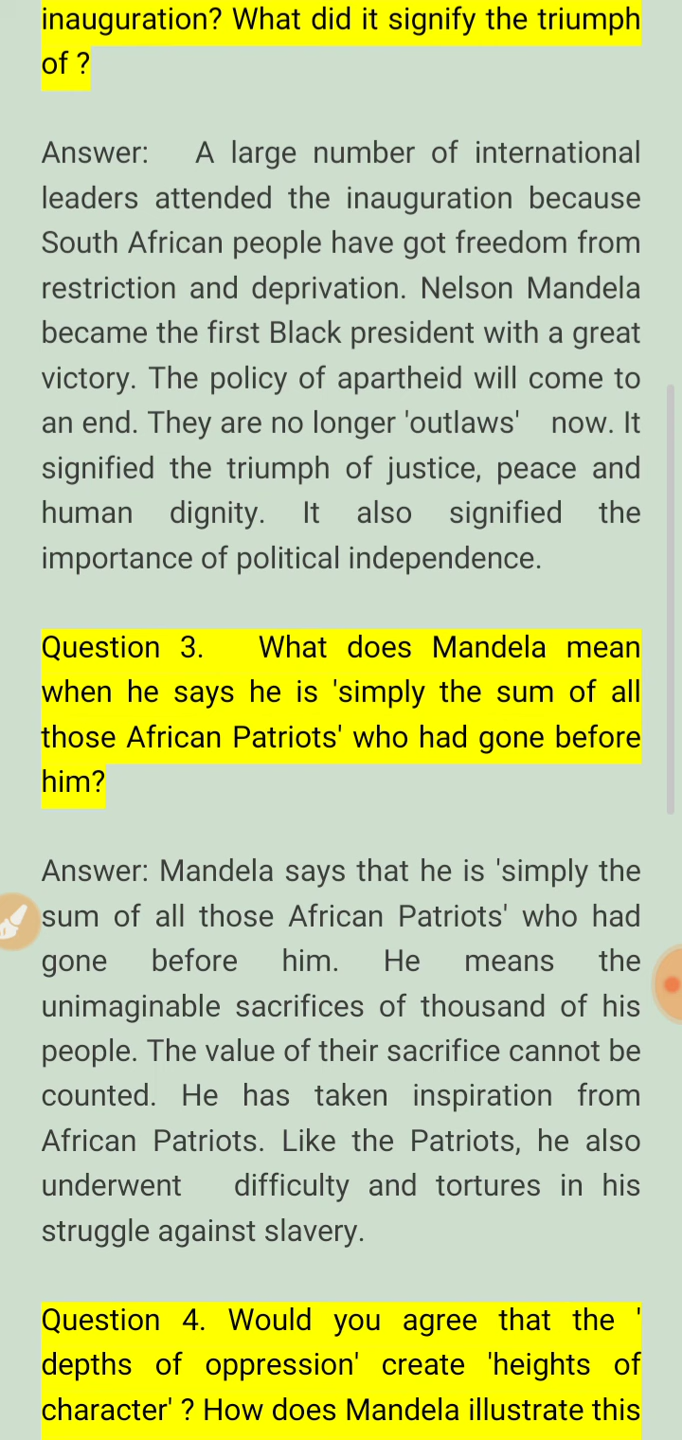 inauguration? What did it signify the triumph
of ?
Answer: A large number of international
leaders attended the inauguration because
South African people have got freedom from
restriction and deprivation. Nelson Mandela
became the first Black president with a great
victory. The policy of apartheid will come to
an end. They are no longer 'outlaws' now. It
signified the triumph of justice, peace and
human dignity. It also signified the
importance of political independence.
Question 3. What does Mandela mean
when he says he is 'simply the sum of all
those African Patriots' who had gone before
him?
Answer: Mandela says that he is 'simply the
sum of all those African Patriots' who had
gone before him. He means the
unimaginable sacrifices of thousand of his
people. The value of their sacrifice cannot be
counted. He has taken inspiration from
African Patriots. Like the Patriots, he also
underwent difficulty and tortures in his
struggle against slavery.
Question 4. Would you agree that the '
depths of oppression' create 'heights of
character' ? How does Mandela illustrate this